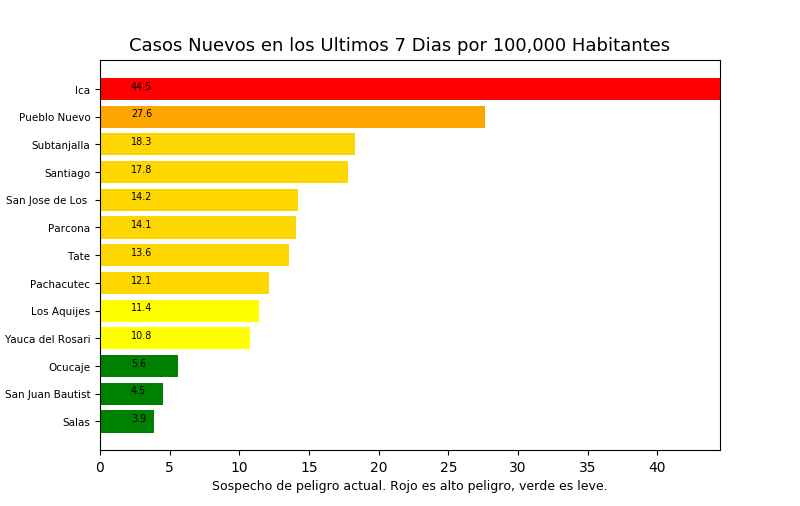 Casos Nuevos en los Ultimos 7 Dias por 100,000 Habitantes
Ica 44.5
Pueblo Nuevo 27.6
Subtanjalla 18.3
Santiago 17.8
San Jose de Los 14.2
Parcona 14.1
Tate 13.6
Pachacutec 12.1
Los Aquijes 11.4
Yauca del Rosari 10.8
Ocucaje 5.6
San Juan Bautist 4.5
Salas 3.9
0 5 10 15 20 25 30 35 40
Sospecho de peligro actual. Rojo es alto peligro, verde es leve.